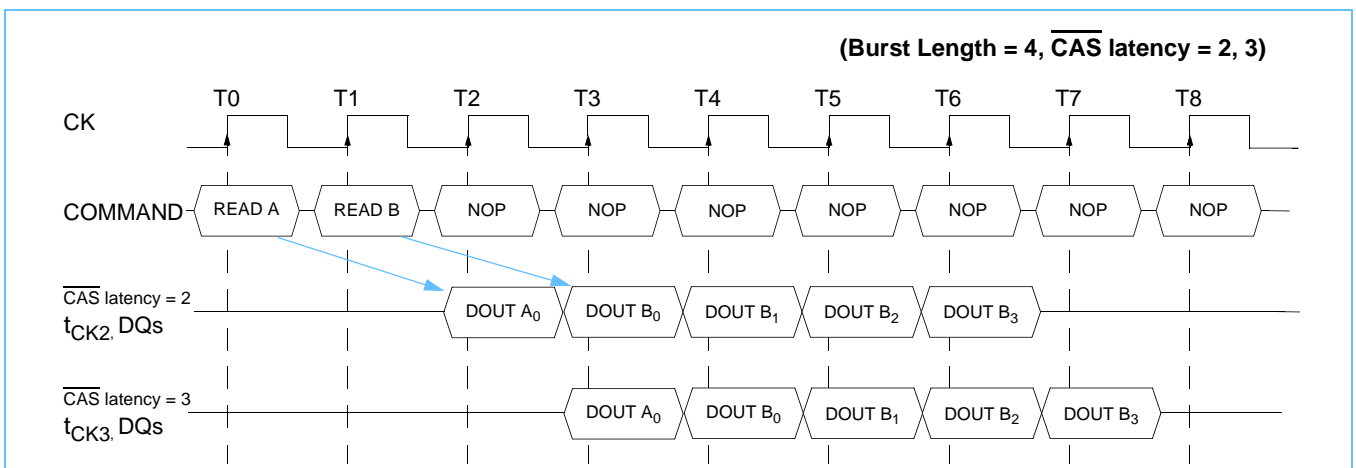 (Burst Length = 4, CAS latency = 2, 3)
T0 T1 T2 T3 T4 T5 T6 T7 T8
CK
COMMAND READ A READ B NOP NOP NOP NOP NOP NOP NOP
CAS latency = 2
DOUT A0 DOUT B0 DOUT B1 DOUT B2 DOUT B3
tCK2, DQs
CAS latency = 3
DOUT A0 DOUT B0 DOUT B1 DOUT B2 DOUT B3
tCK3, DQs